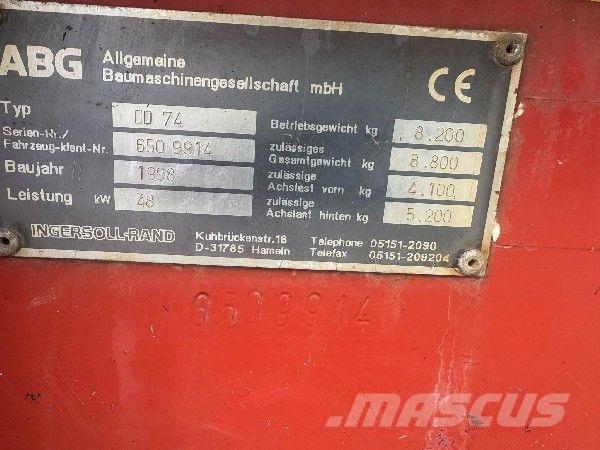 ABG Allgemeine
Baumaschinengesellschaft mbH
CE
Typ DD 74
Serien-Nr./
Fahrzeug-Ident-Nr. 650 9914
Baujahr 1998
Leistung kW 48
Betriebsgewicht kg 8.200
zulässiges
Gesamtgewicht kg 8.800
zulässige
Achslast vorn kg 4.100
zulässige
Achslast hinten kg 5.200
INGERSOLL-RAND
Kuhbrückenstr.18
D-31785 Hameln
Telephone 05151-2090
Telefax 05151-209204
6509914
MASCUS